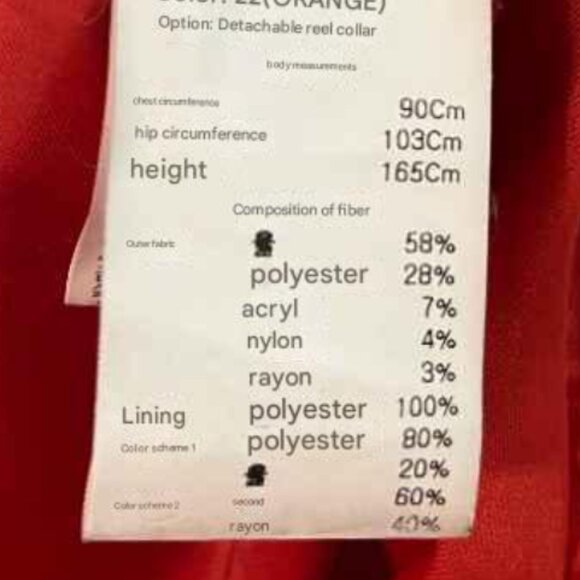 22(ORANGE)
Option: Detachable reel collar
body measurements
chest circumference 90Cm
hip circumference 103Cm
height 165Cm
Composition of fiber
Outer fabric 58%
polyester 28%
acryl 7%
nylon 4%
rayon 3%
Lining polyester 100%
Color scheme 1 polyester 80%
20%
Color scheme 2 second 60%
rayon 40%